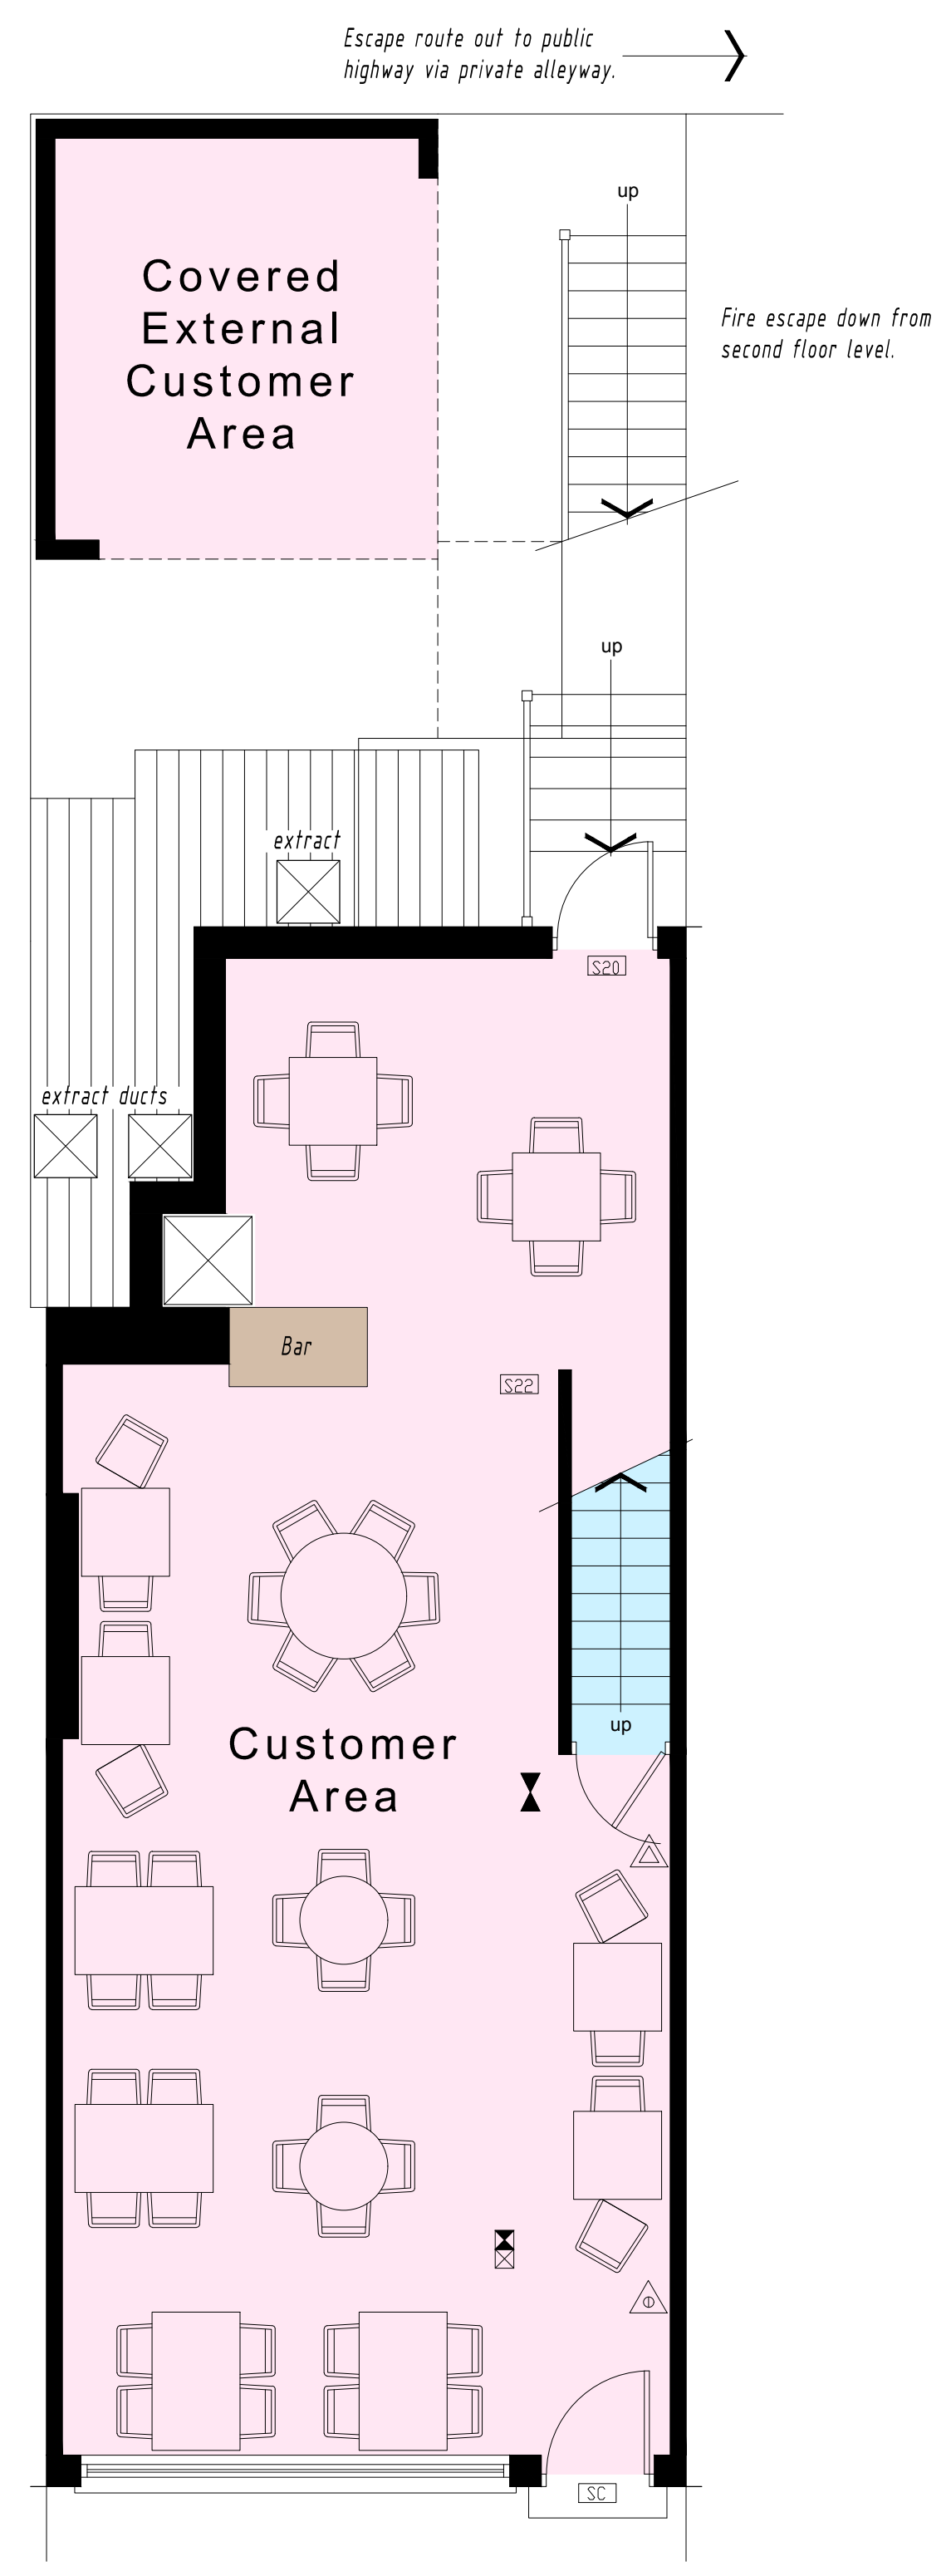 Escape route out to public
highway via private alleyway.
up
Covered
External
Customer
Area
Fire escape down from
second floor level.
up
extract
S20
extract ducts
Bar
S22
up
Customer
Area
SC